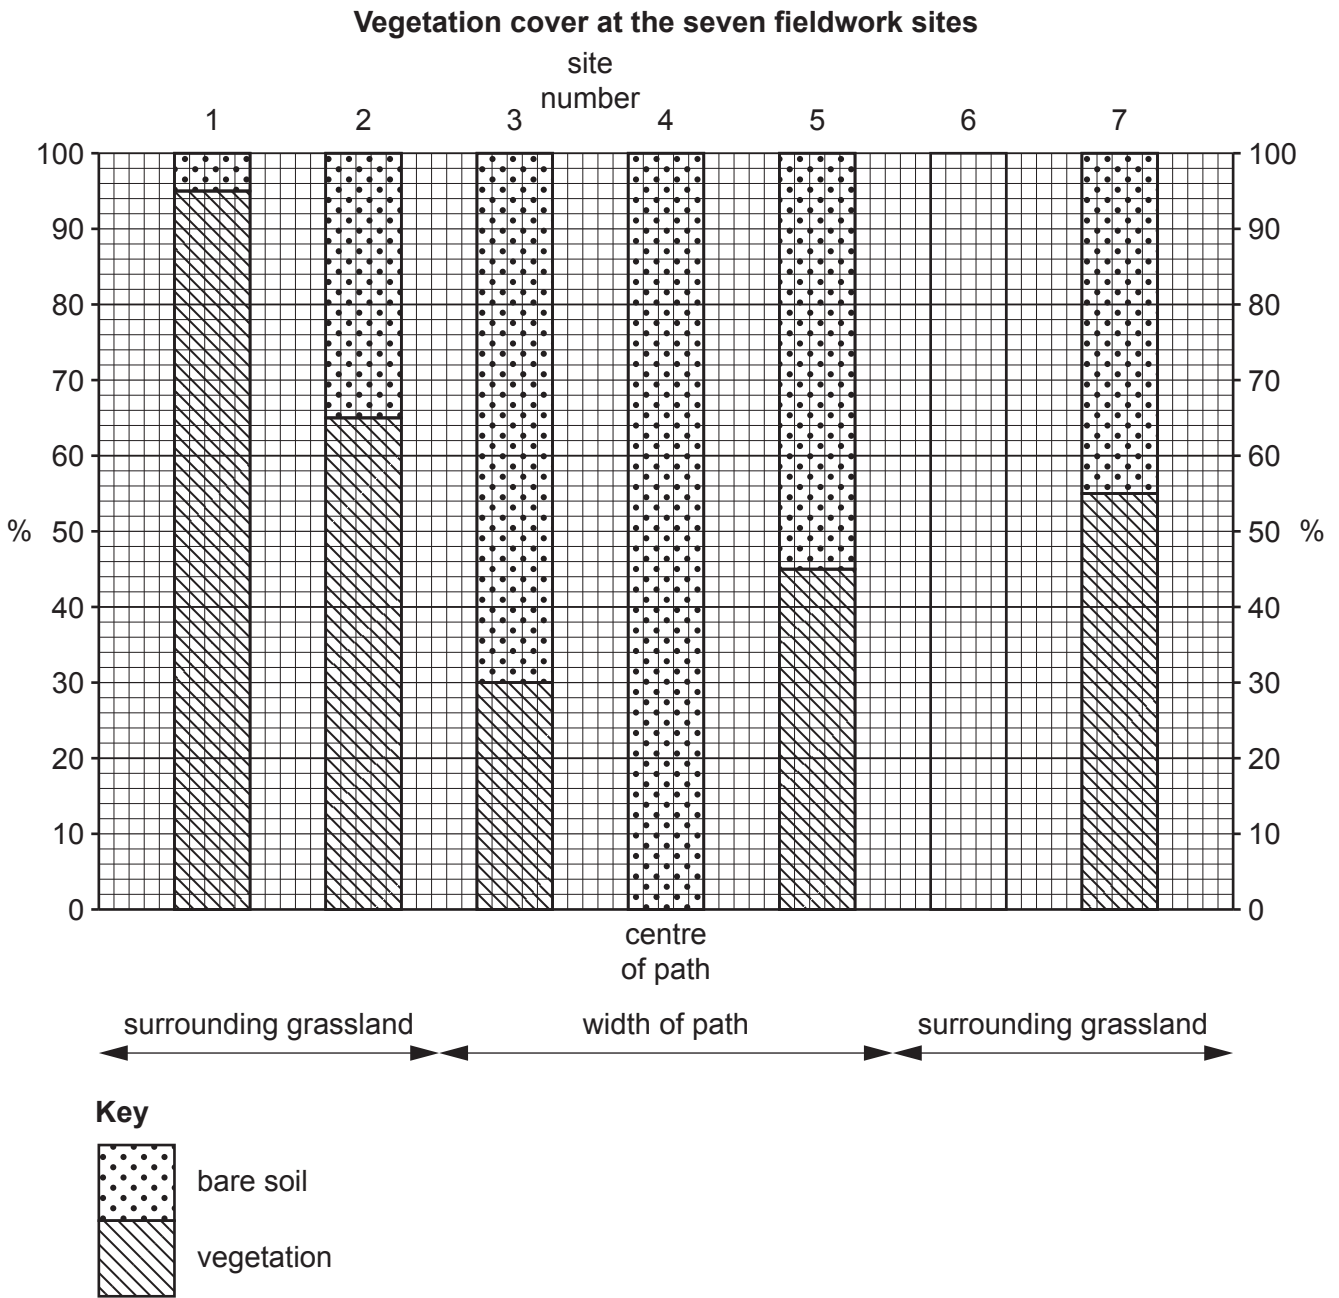 Vegetation cover at the seven fieldwork sites
site
number
1 2 3 4 5 6 7
100 100
90 90
80 80
70 70
60 60
% 50 50 %
40 40
30 30
20 20
10 10
0 0
centre
of path
surrounding grassland width of path surrounding grassland
Key
bare soil
vegetation